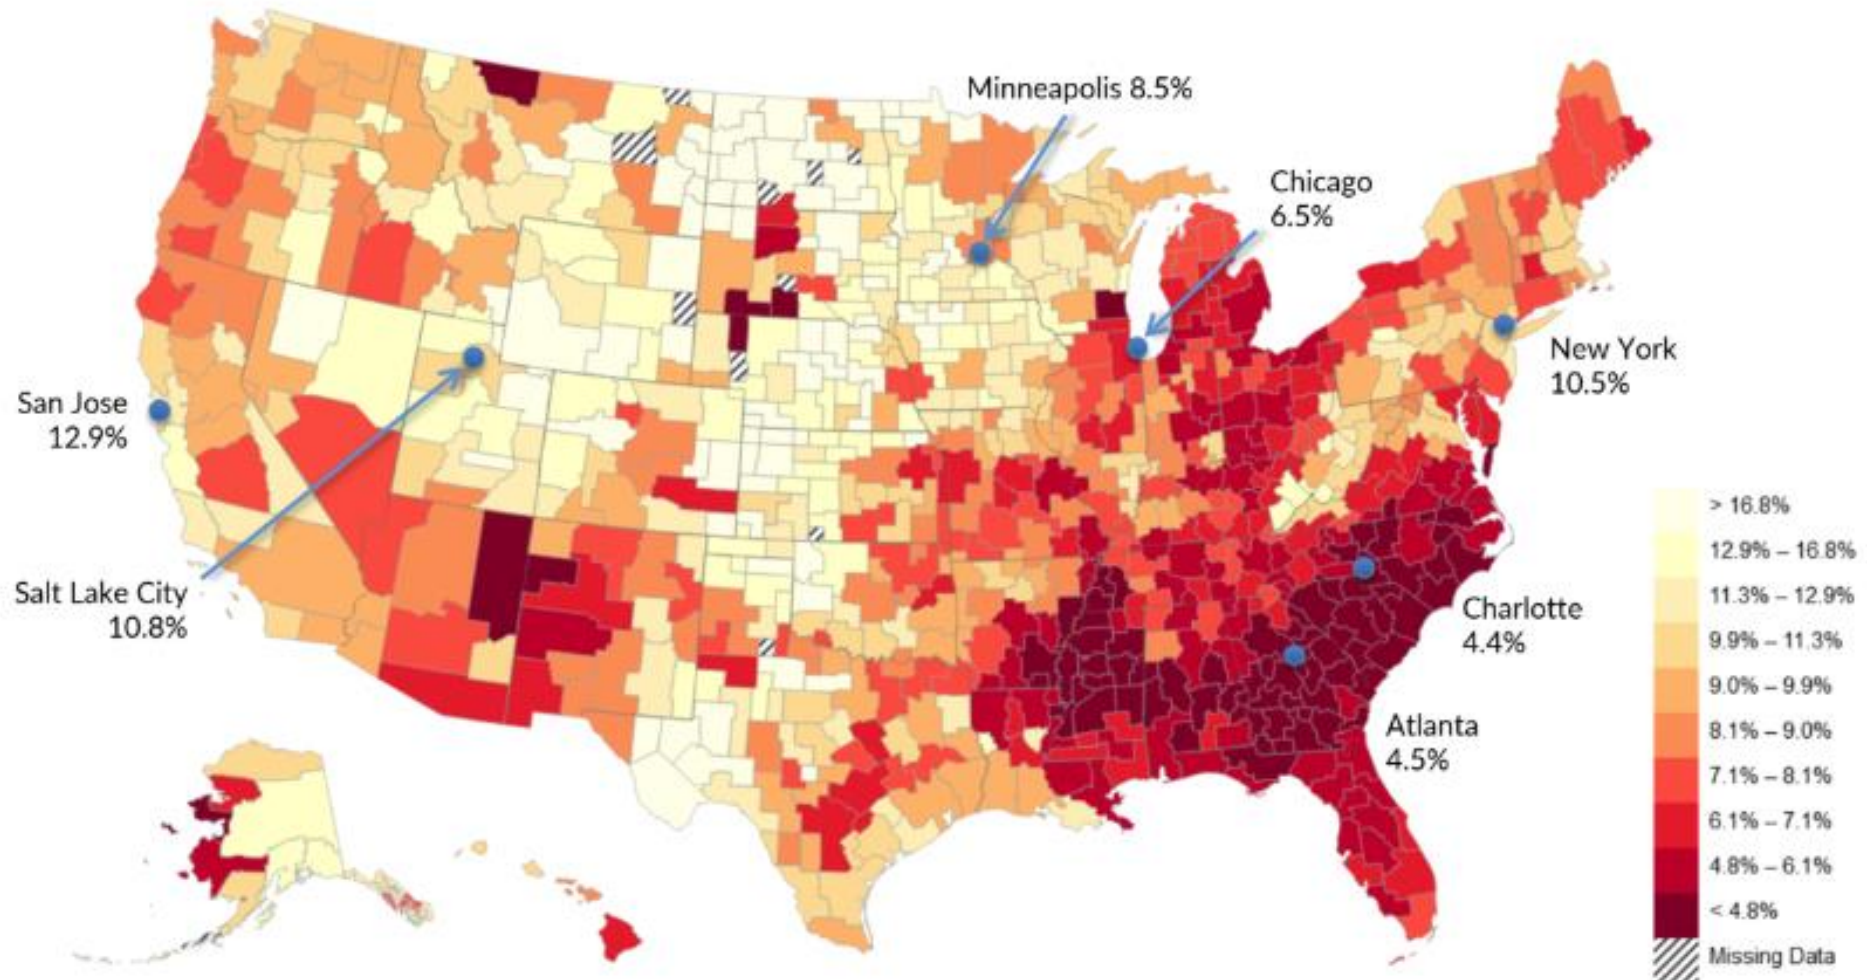 Minneapolis 8.5%
Chicago
6.5%
New York
10.5%
San Jose
12.9%
Salt Lake City
10.8%
Charlotte
4.4%
Atlanta
4.5%
> 16.8%
12.9% – 16.8%
11.3% – 12.9%
9.9% – 11.3%
9.0% – 9.9%
8.1% – 9.0%
7.1% – 8.1%
6.1% – 7.1%
4.8% – 6.1%
< 4.8%
Missing Data